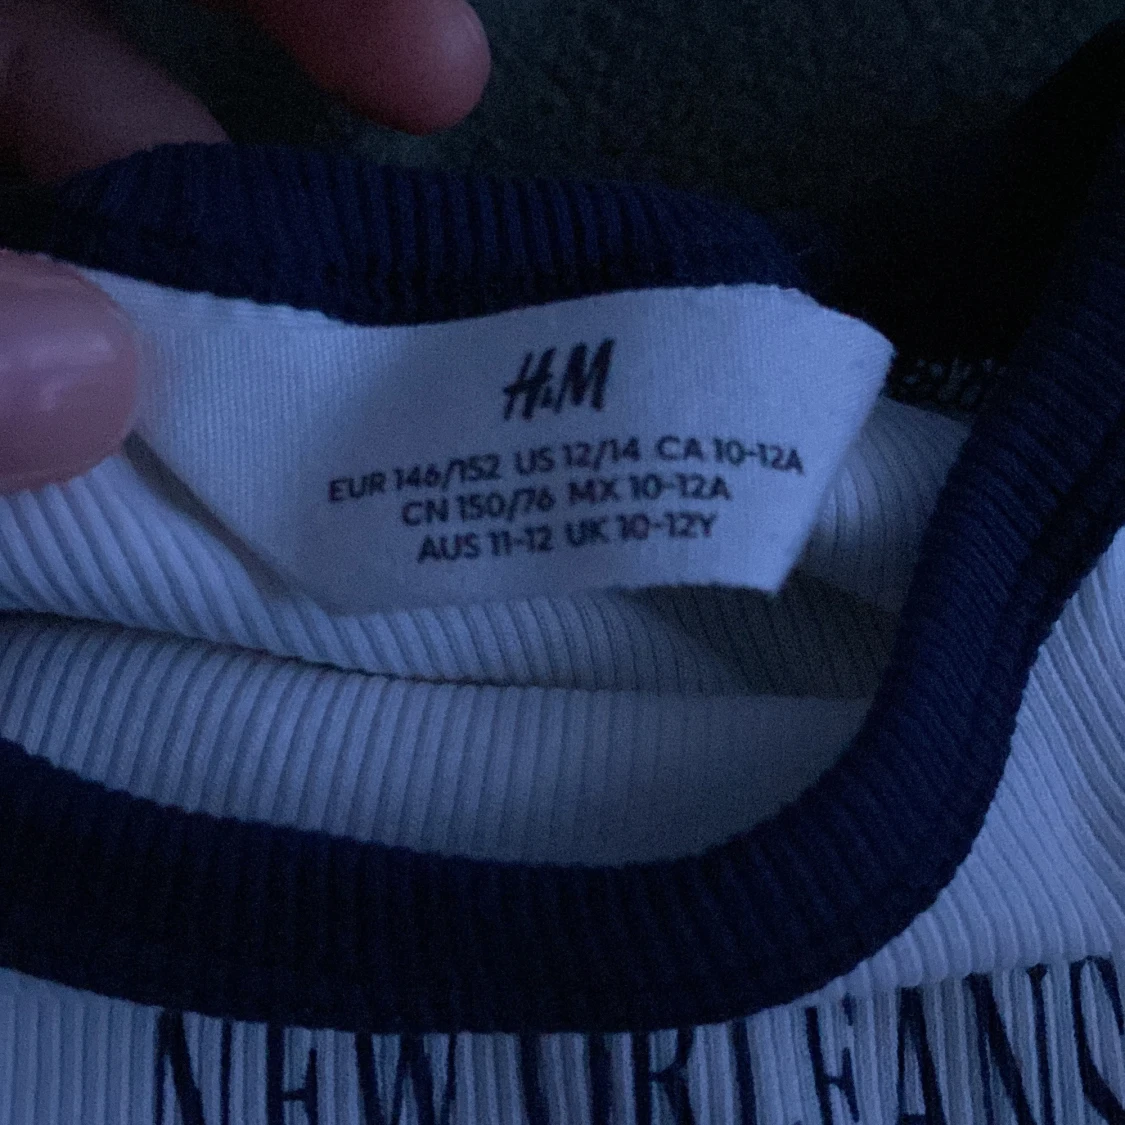 H&M
EUR 146/152 US 12/14 CA 10-12A
CN 150/76 MX 10-12A
AUS 11-12 UK 10-12Y
NEW ORLEANS